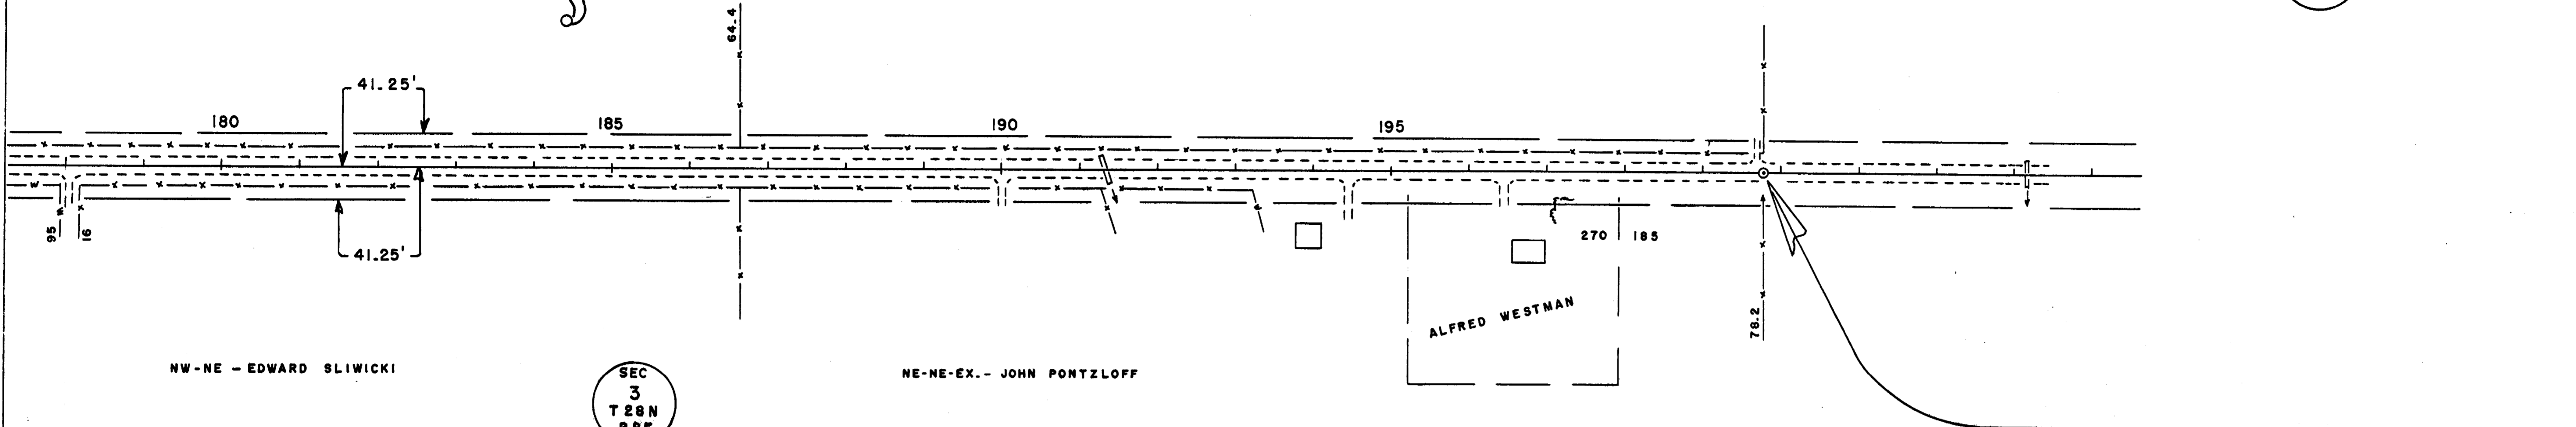 64.4
41.25'
180
185
190
195
95
16
41.25'
270
185
78.2
ALFRED WESTMAN
NW-NE – EDWARD SLIWICKI
NE-NE-EX.– JOHN PONTZLOFF
SEC
3
T 28 N